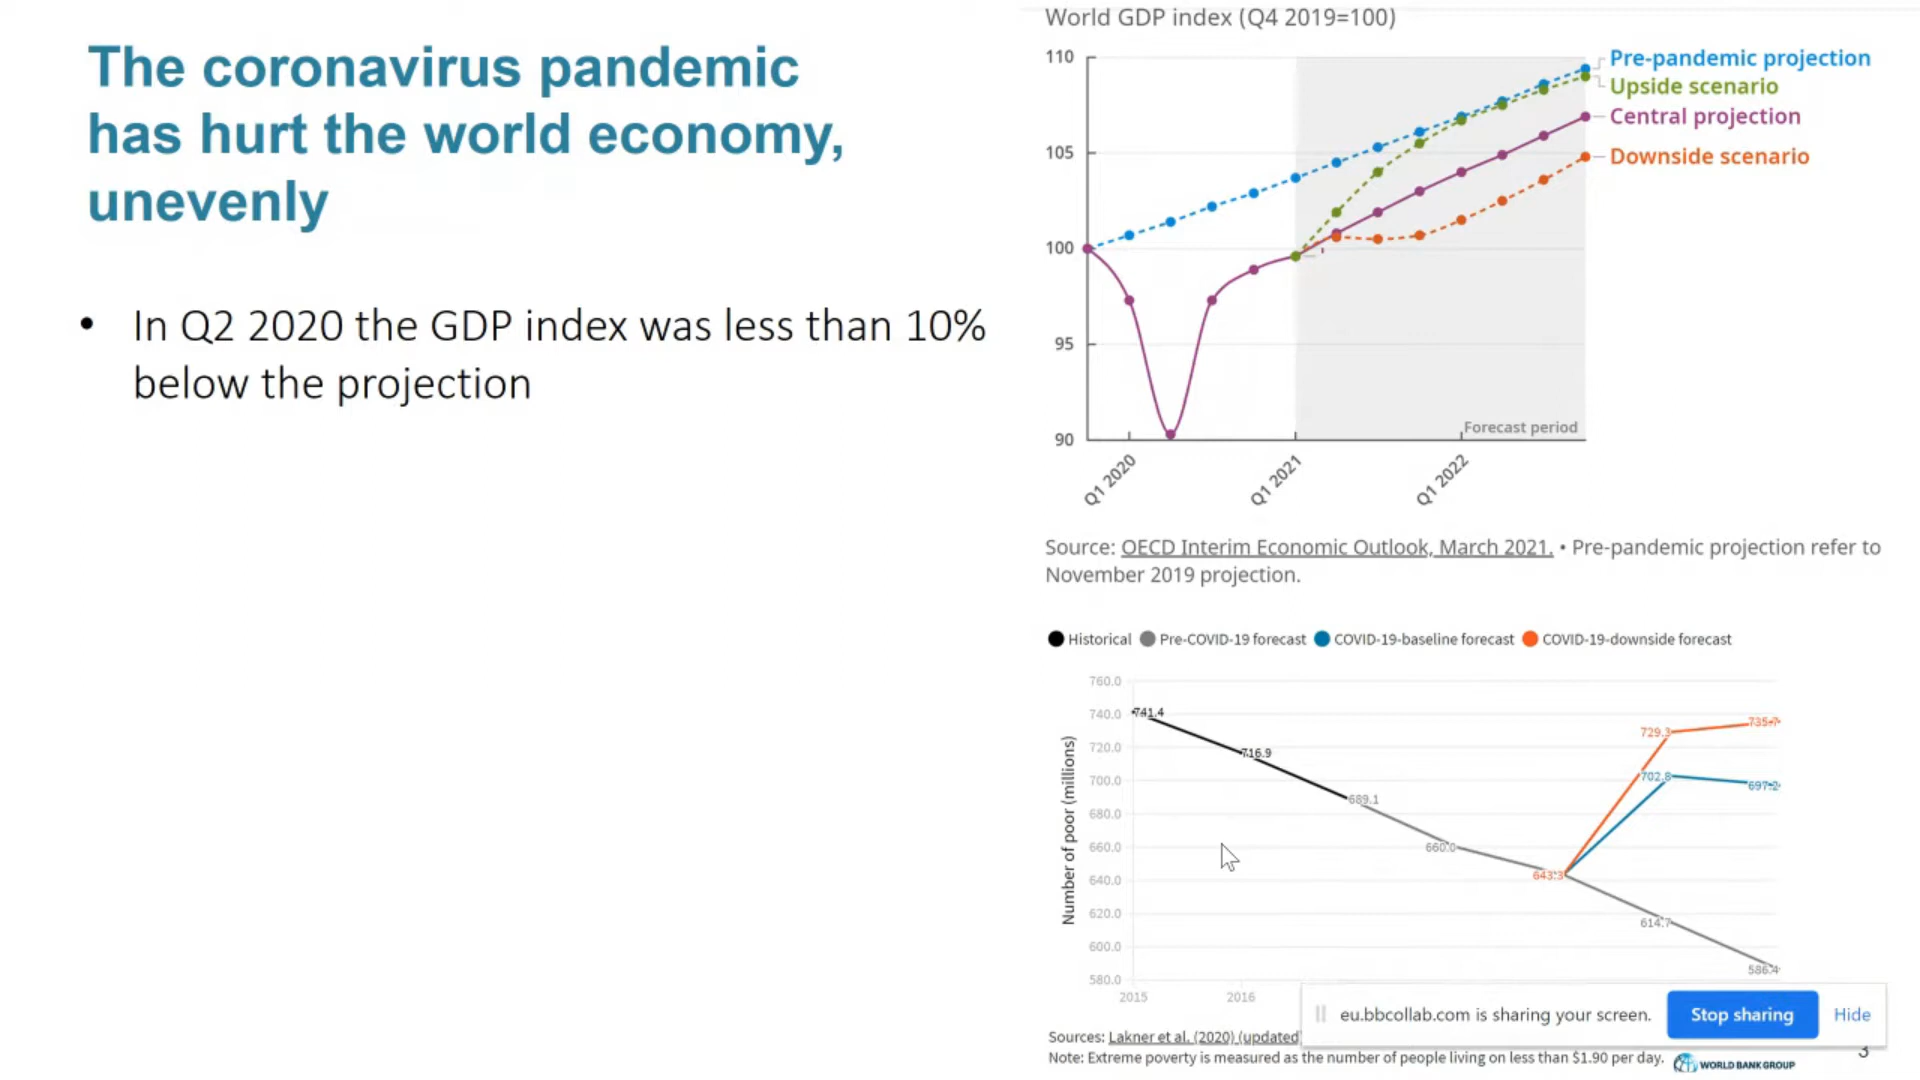 The coronavirus pandemic
has hurt the world economy,
unevenly
• In Q2 2020 the GDP index was less than 10%
below the projection
World GDP index (Q4 2019=100)
110
105
100
95
90
Pre-pandemic projection
Upside scenario
Central projection
Downside scenario
Forecast period
Q1 2020
Q1 2021
Q1 2022
Source: OECD Interim Economic Outlook, March 2021. • Pre-pandemic projection refer to
November 2019 projection.
Historical Pre-COVID-19 forecast COVID-19-baseline forecast COVID-19-downside forecast
Number of poor (millions)
760.0
740.0
720.0
700.0
680.0
660.0
640.0
620.0
600.0
580.0
741.4
716.9
689.1
660.0
643.3
729.3
735.7
702.8
697.2
614.7
586.4
2015
2016
eu.bbcollab.com is sharing your screen.
Stop sharing
Hide
Sources: Lakner et al. (2020) (updated)
Note: Extreme poverty is measured as the number of people living on less than $1.90 per day.
WORLD BANK GROUP
3